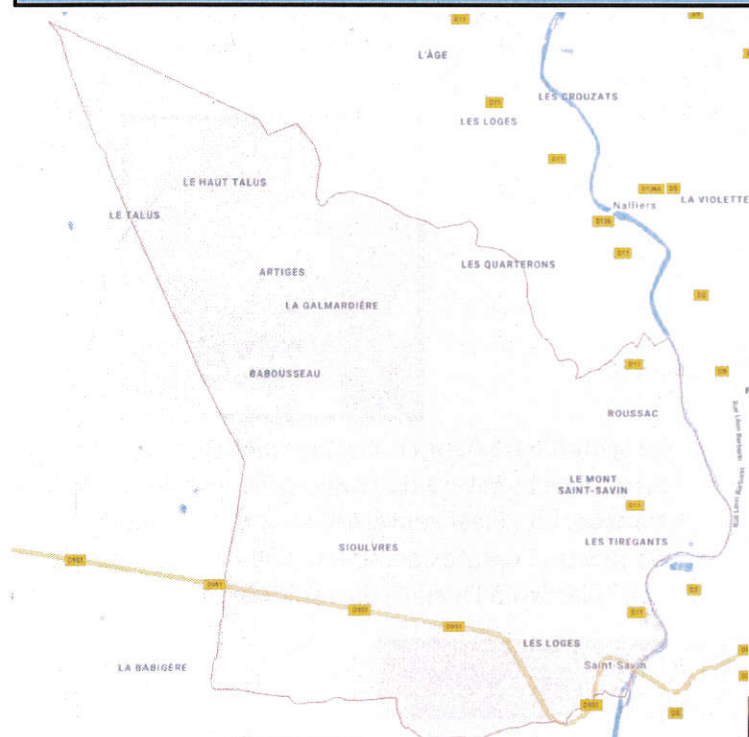 D11
L'ÂGE
LES CROUZATS
D11
LES LOGES
D11
LE HAUT TALUS
D5
LA VIOLETTE
LE TALUS
Nalliers
D136
D11
LES QUARTERONS
ARTIGES
LA GALMARDIÈRE
D11
BABOUSSEAU
ROUSSAC
LE MONT
SAINT-SAVIN
D11
SIOULVRES
LES TIREGANTS
D951
D951
D951
D951
D11
LES LOGES
LA BABIGÈRE
Saint-Savin
D951